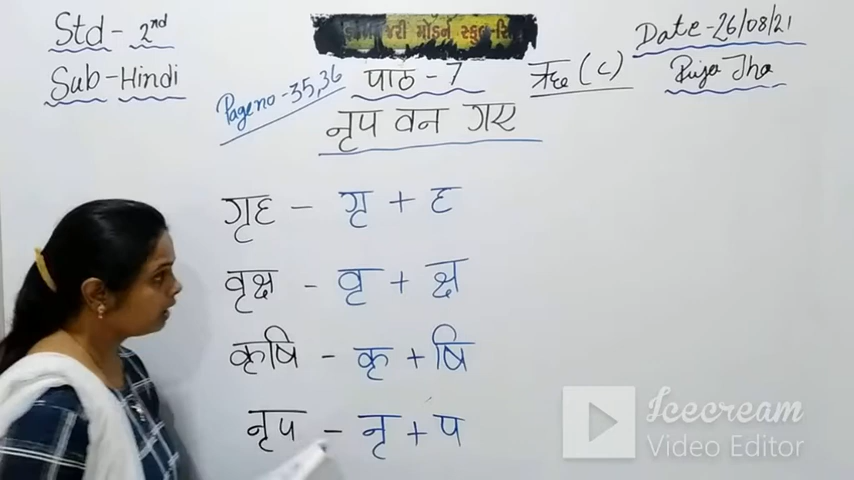 Std - 2nd
Date - 26/08/21
Sub - Hindi
Page no - 35,36
पाठ - 7
ऋ ( ृ )
Puja Jha
नृप वन गए
गृह - गृ + ह
वृक्ष - वृ + क्ष
कृषि - कृ + षि
नृप - नृ + प
Icecream
Video Editor